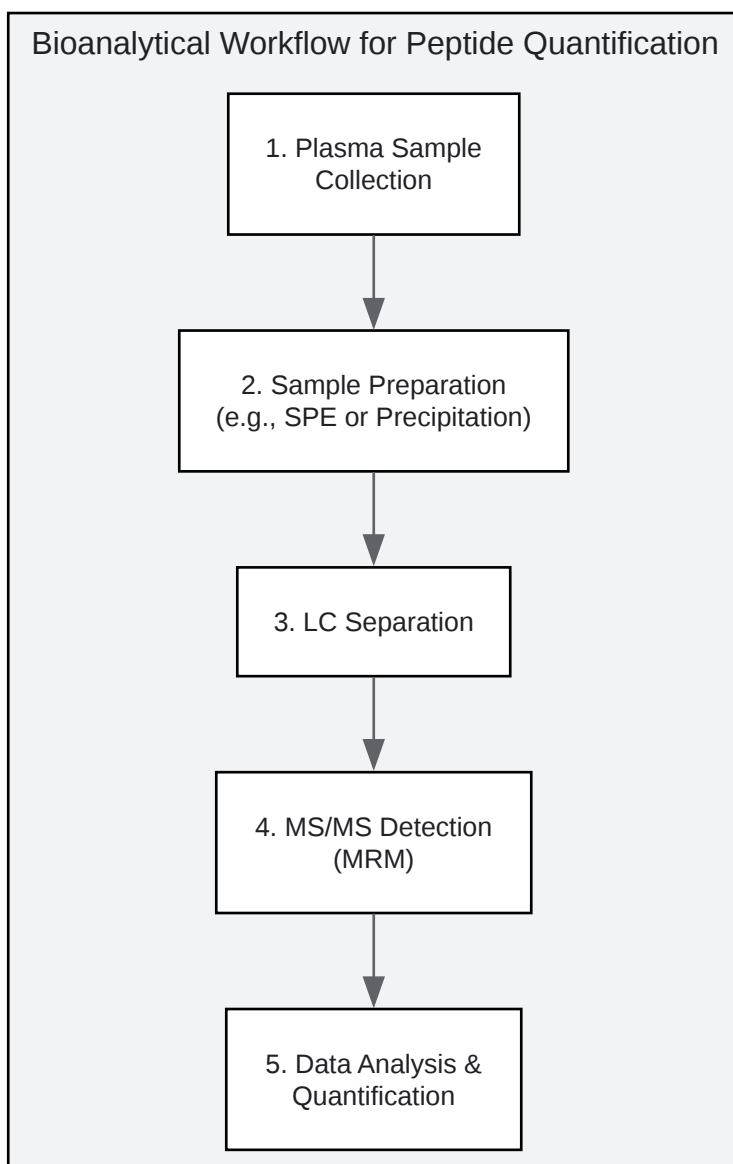 Bioanalytical Workflow for Peptide Quantification
1. Plasma Sample
Collection
2. Sample Preparation
(e.g., SPE or Precipitation)
3. LC Separation
4. MS/MS Detection
(MRM)
5. Data Analysis &
Quantification